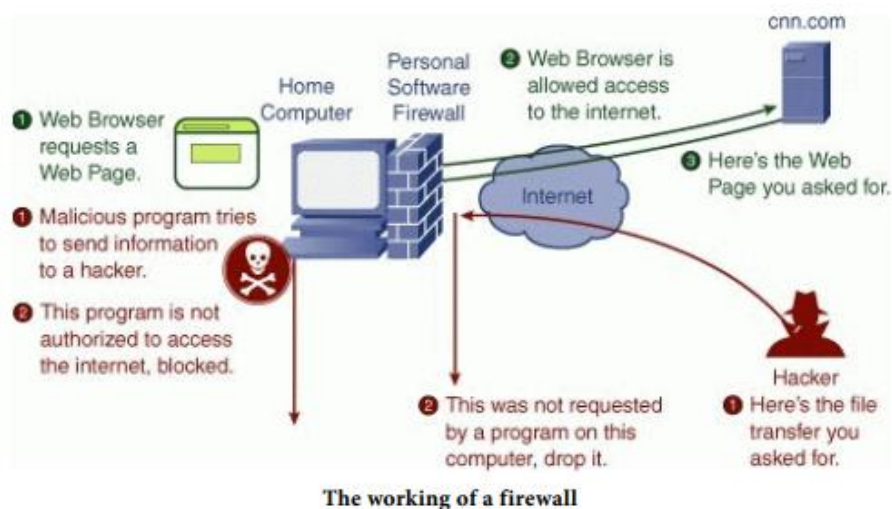 cnn.com
Personal
Software
Firewall
Home
Computer
2 Web Browser is
allowed access
to the internet.
1 Web Browser
requests a
Web Page.
3 Here's the Web
Page you asked for.
Internet
1 Malicious program tries
to send information
to a hacker.
2 This program is not
authorized to access
the internet, blocked.
Hacker
2 This was not requested
by a program on this
computer, drop it.
1 Here's the file
transfer you
asked for.
The working of a firewall